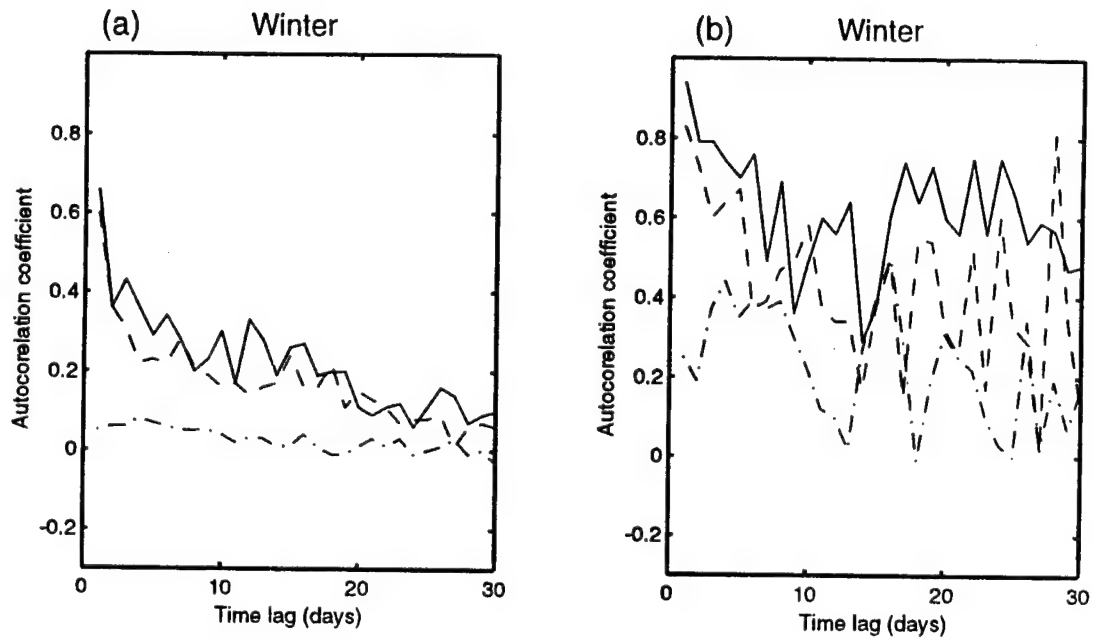 (a) Winter
0.8
0.6
0.4
0.2
0
-0.2
Autocorelation coefficient
0 10 20 30
Time lag (days)
(b) Winter
0.8
0.6
0.4
0.2
0
-0.2
Autocorelation coefficient
0 10 20 30
Time lag (days)